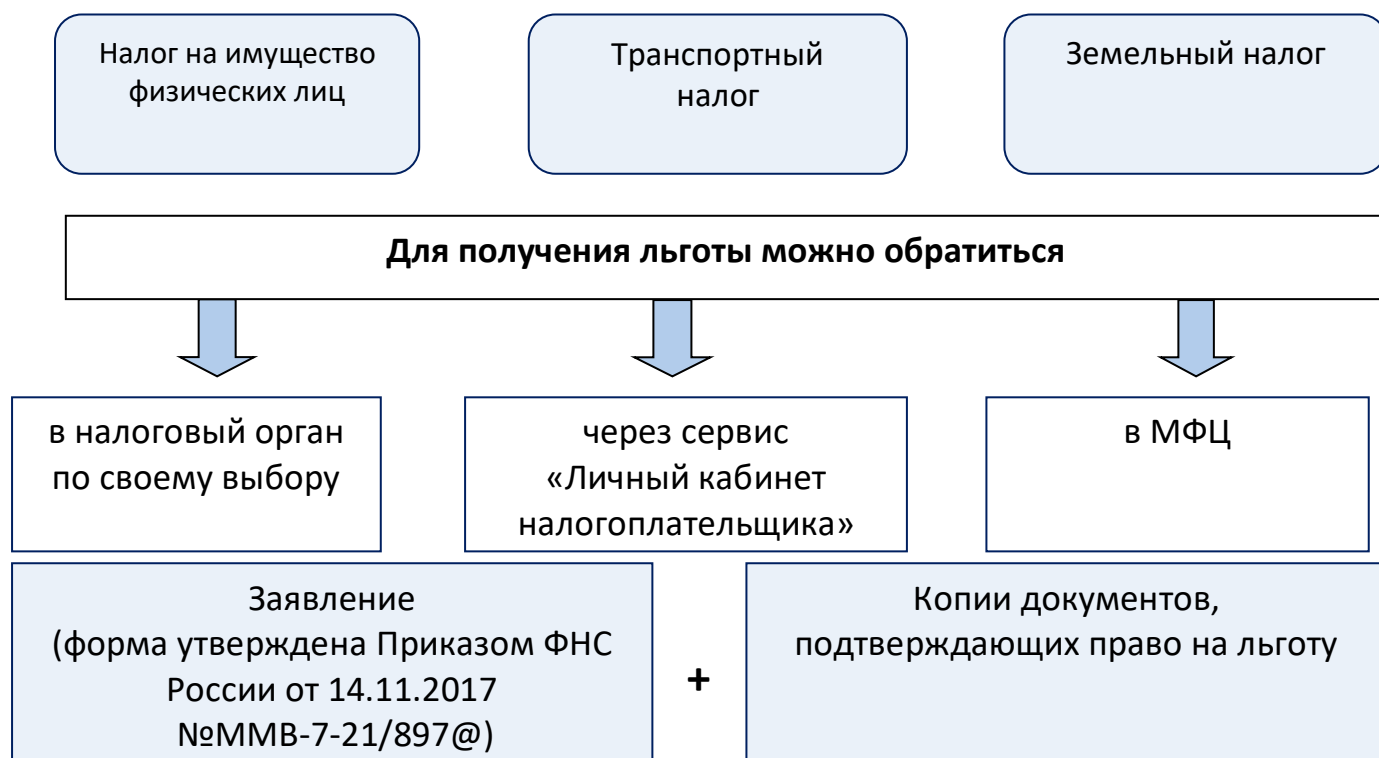 Налог на имущество
физических лиц
Транспортный
налог
Земельный налог
Для получения льготы можно обратиться
в налоговый орган
по своему выбору
через сервис
«Личный кабинет
налогоплательщика»
в МФЦ
Заявление
(форма утверждена Приказом ФНС
России от 14.11.2017
№ММВ-7-21/897@)
+
Копии документов,
подтверждающих право на льготу